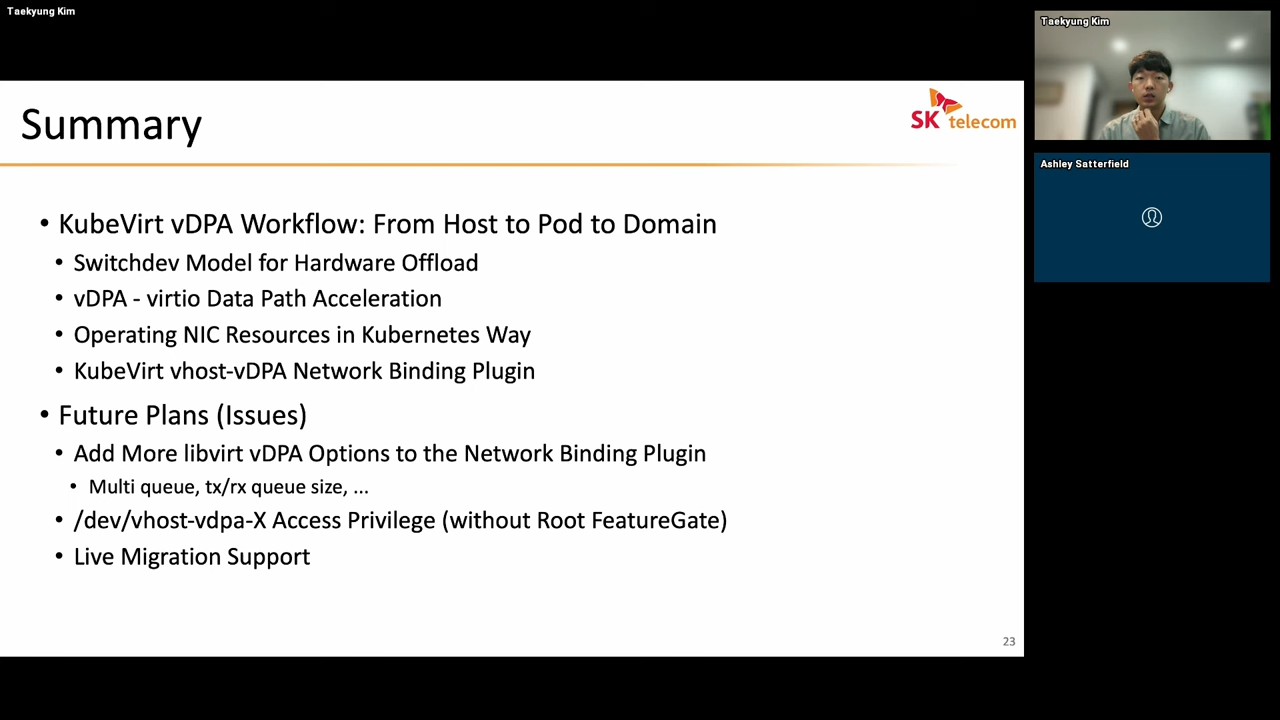 Taekyung Kim
Summary
SK telecom
• KubeVirt vDPA Workflow: From Host to Pod to Domain
• Switchdev Model for Hardware Offload
• vDPA - virtio Data Path Acceleration
• Operating NIC Resources in Kubernetes Way
• KubeVirt vhost-vDPA Network Binding Plugin
• Future Plans (Issues)
• Add More libvirt vDPA Options to the Network Binding Plugin
• Multi queue, tx/rx queue size, ...
• /dev/vhost-vdpa-X Access Privilege (without Root FeatureGate)
• Live Migration Support
23
Taekyung Kim
Ashley Satterfield